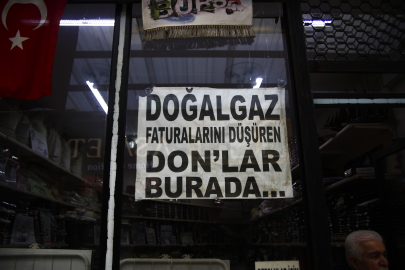 DOĞALGAZ
FATURALARINI DÜŞÜREN
DON'LAR
BURADA...